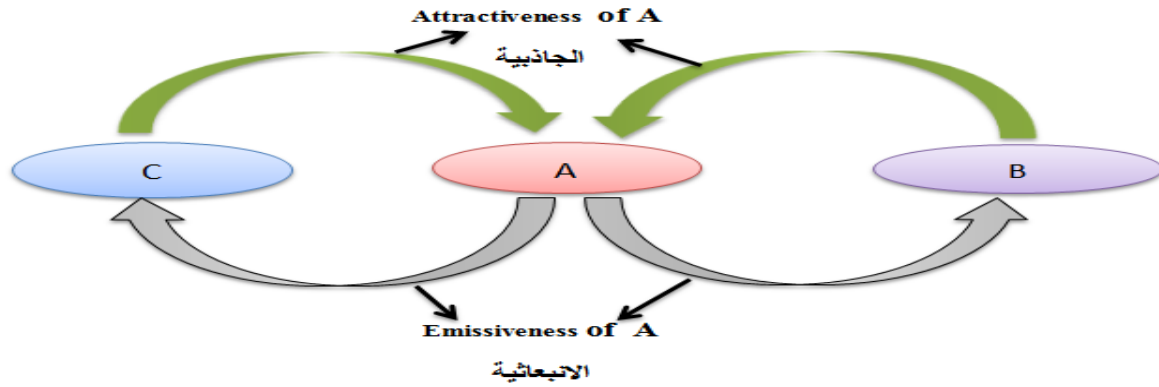 Attractiveness of A
الجاذبية
C
A
B
Emissiveness of A
الانبعاثية